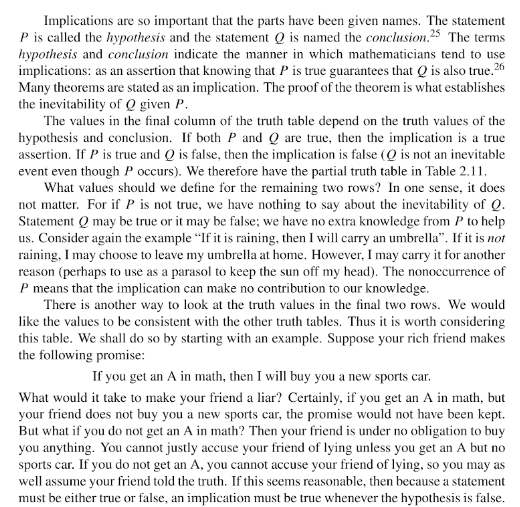 Implications are so important that the parts have been given names. The statement
P is called the hypothesis and the statement Q is named the conclusion.25 The terms
hypothesis and conclusion indicate the manner in which mathematicians tend to use
implications: as an assertion that knowing that P is true guarantees that Q is also true.26
Many theorems are stated as an implication. The proof of the theorem is what establishes
the inevitability of Q given P.
The values in the final column of the truth table depend on the truth values of the
hypothesis and conclusion. If both P and Q are true, then the implication is a true
assertion. If P is true and Q is false, then the implication is false (Q is not an inevitable
event even though P occurs). We therefore have the partial truth table in Table 2.11.
What values should we define for the remaining two rows? In one sense, it does
not matter. For if P is not true, we have nothing to say about the inevitability of Q.
Statement Q may be true or it may be false; we have no extra knowledge from P to help
us. Consider again the example “If it is raining, then I will carry an umbrella”. If it is not
raining, I may choose to leave my umbrella at home. However, I may carry it for another
reason (perhaps to use as a parasol to keep the sun off my head). The nonoccurrence of
P means that the implication can make no contribution to our knowledge.
There is another way to look at the truth values in the final two rows. We would
like the values to be consistent with the other truth tables. Thus it is worth considering
this table. We shall do so by starting with an example. Suppose your rich friend makes
the following promise:
If you get an A in math, then I will buy you a new sports car.
What would it take to make your friend a liar? Certainly, if you get an A in math, but
your friend does not buy you a new sports car, the promise would not have been kept.
But what if you do not get an A in math? Then your friend is under no obligation to buy
you anything. You cannot justly accuse your friend of lying unless you get an A but no
sports car. If you do not get an A, you cannot accuse your friend of lying, so you may as
well assume your friend told the truth. If this seems reasonable, then because a statement
must be either true or false, an implication must be true whenever the hypothesis is false.